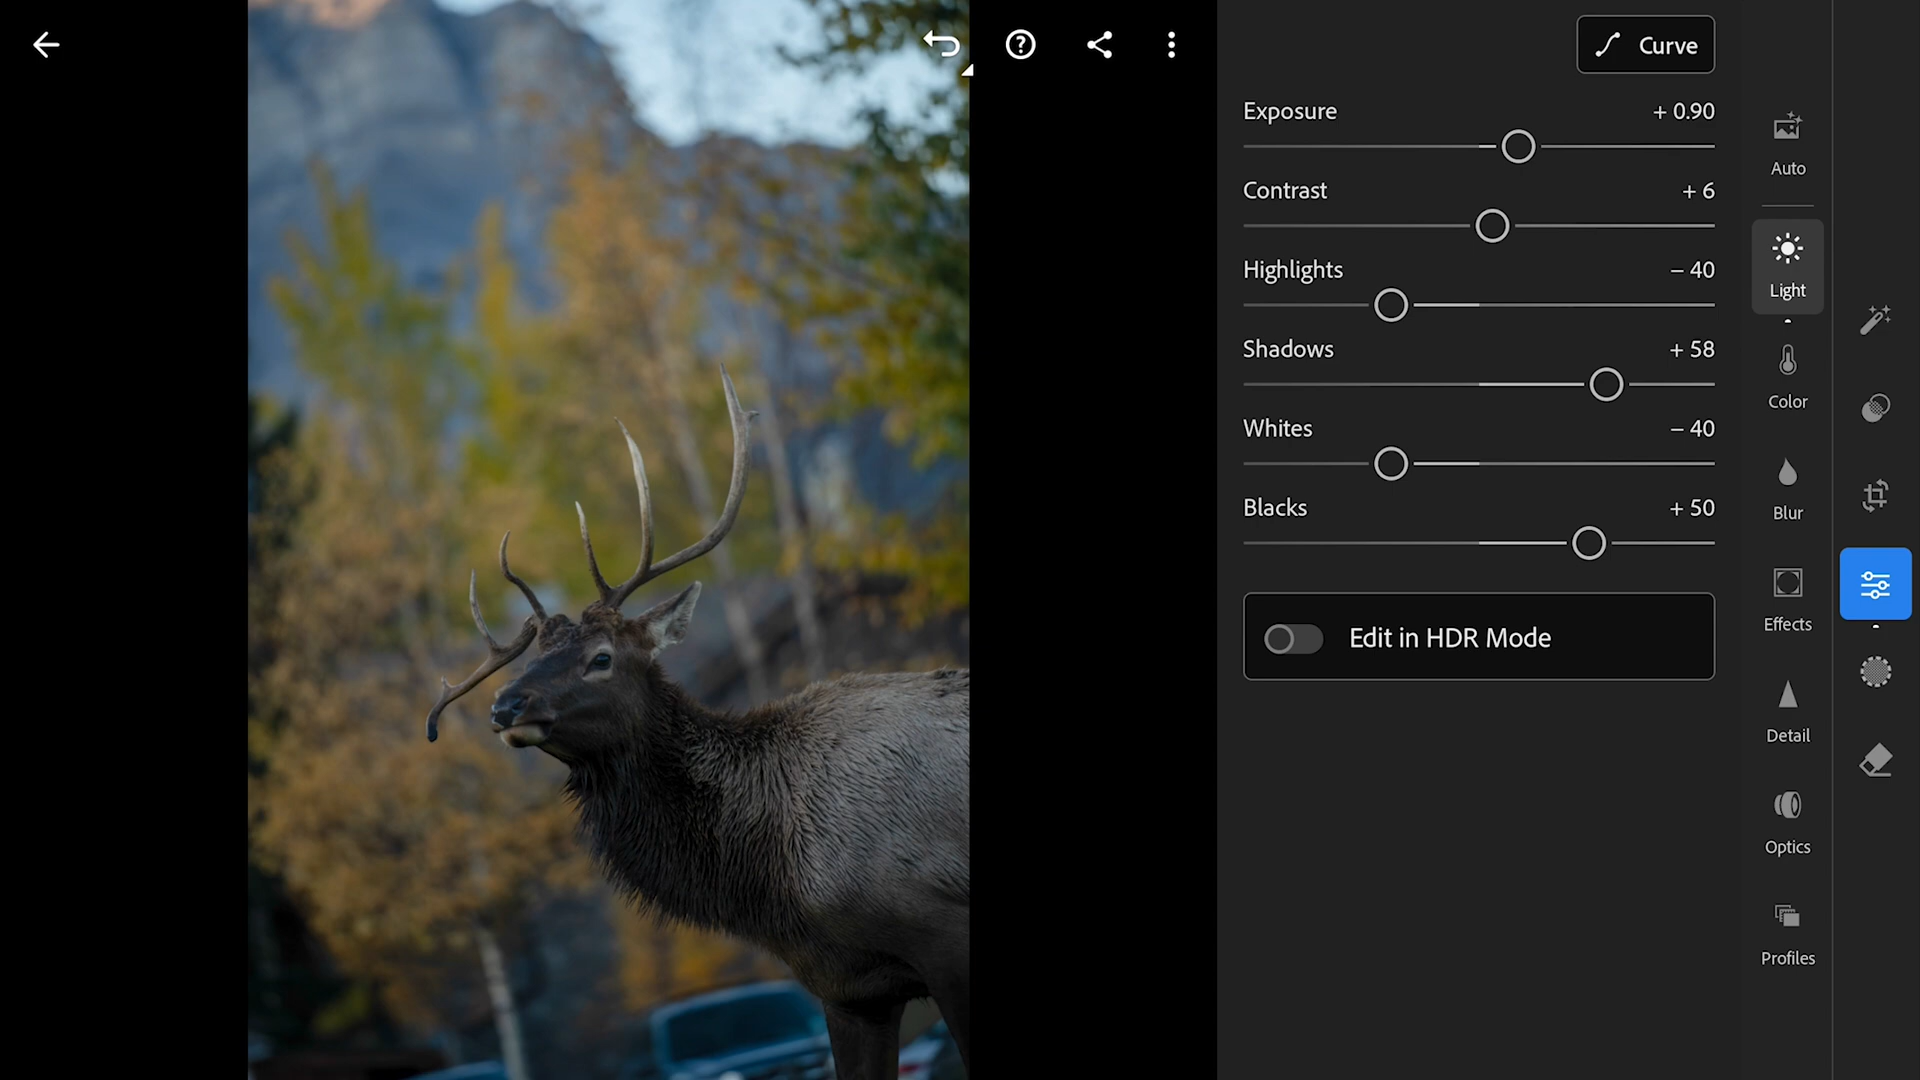 Curve
Exposure + 0.90
Contrast + 6
Highlights – 40
Shadows + 58
Whites – 40
Blacks + 50
Edit in HDR Mode
Auto
Light
Color
Blur
Effects
Detail
Optics
Profiles